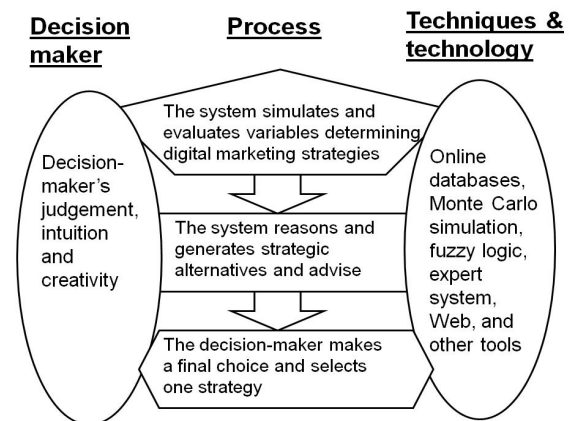 Decision
maker
Process
Techniques &
technology
The system simulates and
evaluates variables determining
digital marketing strategies
Decision-
maker's
judgement,
intuition
and
creativity
The system reasons and
generates strategic
alternatives and advise
The decision-maker makes
a final choice and selects
one strategy
Online
databases,
Monte Carlo
simulation,
fuzzy logic,
expert
system,
Web, and
other tools